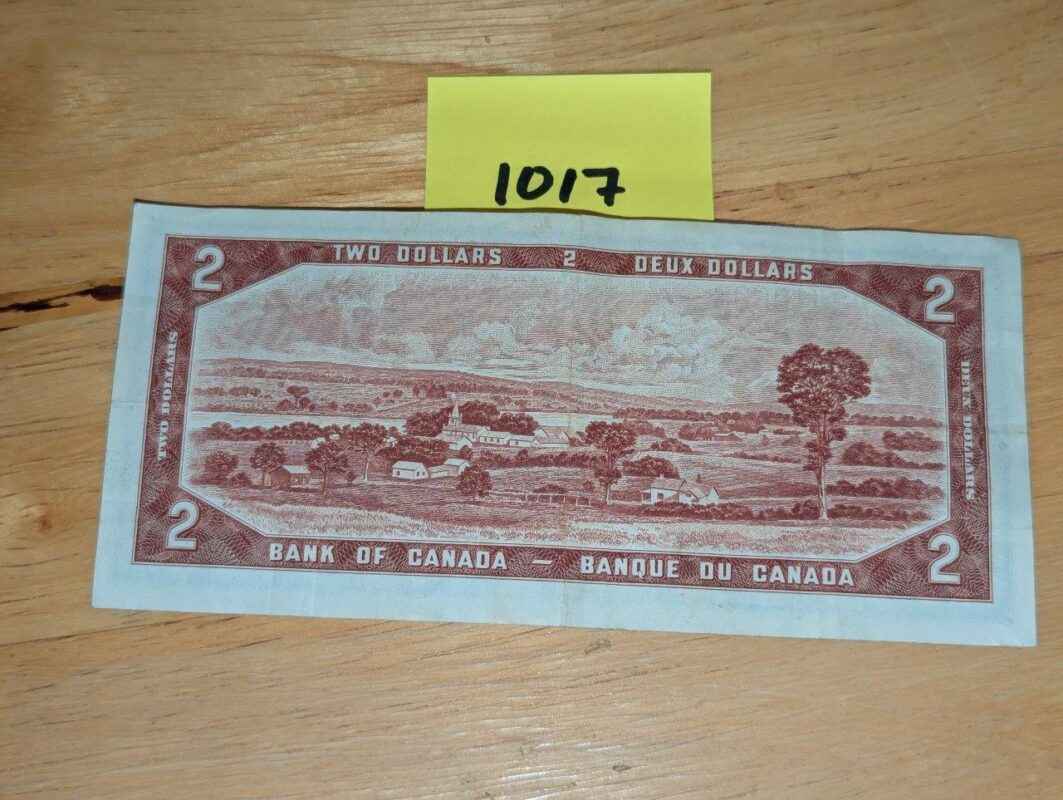 1017
2 TWO DOLLARS 2 DEUX DOLLARS 2
TWO DOLLARS
DEUX DOLLARS
2 BANK OF CANADA — BANQUE DU CANADA 2